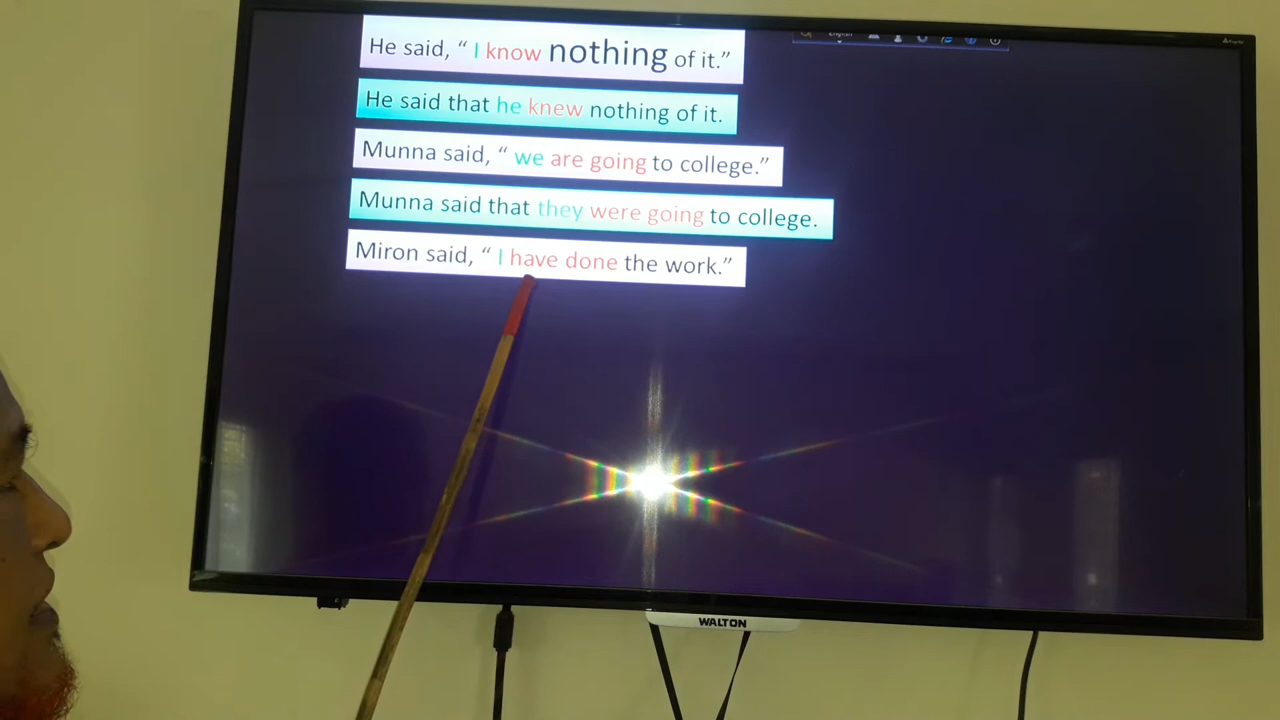 He said, “ I know nothing of it.”
He said that he knew nothing of it.
Munna said, “ we are going to college.”
Munna said that they were going to college.
Miron said, “ I have done the work.”
WALTON